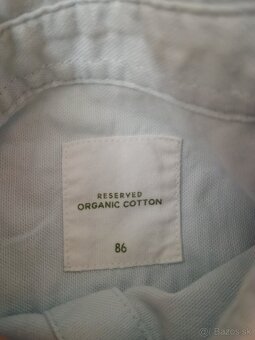 RESERVED
ORGANIC COTTON
86
Bazos.sk